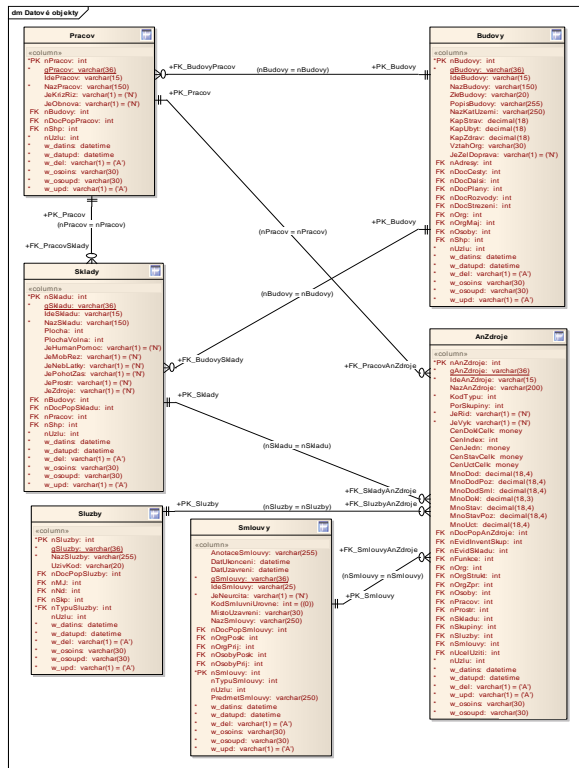 dm Datové objekty
Pracov
«column»
*PK nPracov: int
* gPracov: varchar(36)
IdePracov: varchar(15)
* NazPracov: varchar(150)
JeKrizRiz: varchar(1) = ('N')
JeObnova: varchar(1) = ('N')
FK nBudovy: int
FK nDocPopPracov: int
FK nShp: int
* nUzlu: int
* w_datins: datetime
* w_datupd: datetime
* w_del: varchar(1) = ('A')
* w_osoins: varchar(30)
* w_osoupd: varchar(30)
* w_upd: varchar(1) = ('A')
Budovy
«column»
*PK nBudovy: int
* gBudovy: varchar(36)
IdeBudovy: varchar(15)
NazBudovy: varchar(150)
ZkrBudovy: varchar(20)
PopisBudovy: varchar(255)
NazKatUzemi: varchar(250)
KapStrav: decimal(18)
KapUbyt: decimal(18)
KapZdrav: decimal(18)
VztahOrg: varchar(30)
JeZelDoprava: varchar(1) = ('N')
FK nAdresy: int
FK nDocCesty: int
FK nDocDalsi: int
FK nDocPlany: int
FK nDocRozvody: int
FK nDocStrezeni: int
FK nOrg: int
FK nOrgMaj: int
FK nOsoby: int
FK nShp: int
* nUzlu: int
* w_datins: datetime
* w_datupd: datetime
* w_del: varchar(1) = ('A')
* w_osoins: varchar(30)
* w_osoupd: varchar(30)
* w_upd: varchar(1) = ('A')
+FK_BudovyPracov
(nBudovy = nBudovy)
+PK_Budovy
+PK_Pracov
+PK_Pracov
(nPracov = nPracov)
+FK_PracovSklady
(nPracov = nPracov)
+PK_Budovy
(nBudovy = nBudovy)
+FK_BudovySklady
+FK_PracovAnZdroje
Sklady
«column»
*PK nSkladu: int
* gSkladu: varchar(36)
IdeSkladu: varchar(15)
* NazSkladu: varchar(150)
Plocha: int
PlochaVolna: int
JeHumanPomoc: varchar(1) = ('N')
JeMobRez: varchar(1) = ('N')
JeNebLatky: varchar(1) = ('N')
JePohotZas: varchar(1) = ('N')
JeProstr: varchar(1) = ('N')
JeZdroje: varchar(1) = ('N')
FK nBudovy: int
FK nDocPopSkladu: int
FK nPracov: int
FK nShp: int
* nUzlu: int
* w_datins: datetime
* w_datupd: datetime
* w_del: varchar(1) = ('A')
* w_osoins: varchar(30)
* w_osoupd: varchar(30)
* w_upd: varchar(1) = ('A')
+PK_Sklady
(nSkladu = nSkladu)
+FK_SkladyAnZdroje
+PK_Sluzby
(nSluzby = nSluzby)
+FK_SluzbyAnZdroje
+FK_SmlouvyAnZdroje
(nSmlouvy = nSmlouvy)
+PK_Smlouvy
AnZdroje
«column»
*PK nAnZdroje: int
* gAnZdroje: varchar(36)
* IdeAnZdroje: varchar(15)
NazAnZdroje: varchar(200)
* KodTypu: int
PorSkupiny: int
* JeRid: varchar(1) = ('N')
* JeVyk: varchar(1) = ('N')
CenDoklCelk: money
CenIndex: int
CenJedn: money
CenStavCelk: money
CenUctCelk: money
MnoDod: decimal(18,4)
MnoDodPoz: decimal(18,4)
MnoDodSml: decimal(18,4)
MnoDokl: decimal(18,3)
MnoStav: decimal(18,4)
MnoStavPoz: decimal(18,4)
MnoUct: decimal(18,4)
FK nDocPopAnZdroje: int
FK nEvidInventSkup: int
FK nEvidSkladu: int
FK nFunkce: int
FK nOrg: int
FK nOrgStrukt: int
FK nOrgZpr: int
FK nOsoby: int
FK nPracov: int
FK nProstr: int
FK nSkladu: int
FK nSkupiny: int
FK nSluzby: int
FK nSmlouvy: int
FK nUcelUziti: int
* nUzlu: int
* w_datins: datetime
* w_datupd: datetime
* w_del: varchar(1) = ('A')
* w_upd: varchar(1) = ('A')
* w_osoins: varchar(30)
* w_osoupd: varchar(30)
Sluzby
«column»
*PK nSluzby: int
* gSluzby: varchar(36)
* NazSluzby: varchar(255)
UzivKod: varchar(20)
FK nDocPopSluzby: int
FK nMJ: int
FK nNd: int
FK nSkp: int
*FK nTypuSluzby: int
nUzlu: int
* w_datins: datetime
* w_datupd: datetime
* w_del: varchar(1) = ('A')
* w_osoins: varchar(30)
* w_osoupd: varchar(30)
* w_upd: varchar(1) = ('A')
Smlouvy
«column»
AnotaceSmlouvy: varchar(255)
DatUkonceni: datetime
DatUzavreni: datetime
* gSmlouvy: varchar(36)
* IdeSmlouvy: varchar(25)
* JeNeurcita: varchar(1) = ('N')
KodSmluvniUrovne: int = ((0))
MistoUzavreni: varchar(30)
NazSmlouvy: varchar(250)
FK nDocPopSmlouvy: int
FK nOrgPosk: int
FK nOrgPrij: int
FK nOsobyPosk: int
FK nOsobyPrij: int
*PK nSmlouvy: int
nTypuSmlouvy: int
nUzlu: int
PredmetSmlouvy: varchar(250)
* w_datins: datetime
* w_datupd: datetime
* w_del: varchar(1) = ('A')
* w_osoins: varchar(30)
* w_osoupd: varchar(30)
* w_upd: varchar(1) = ('A')